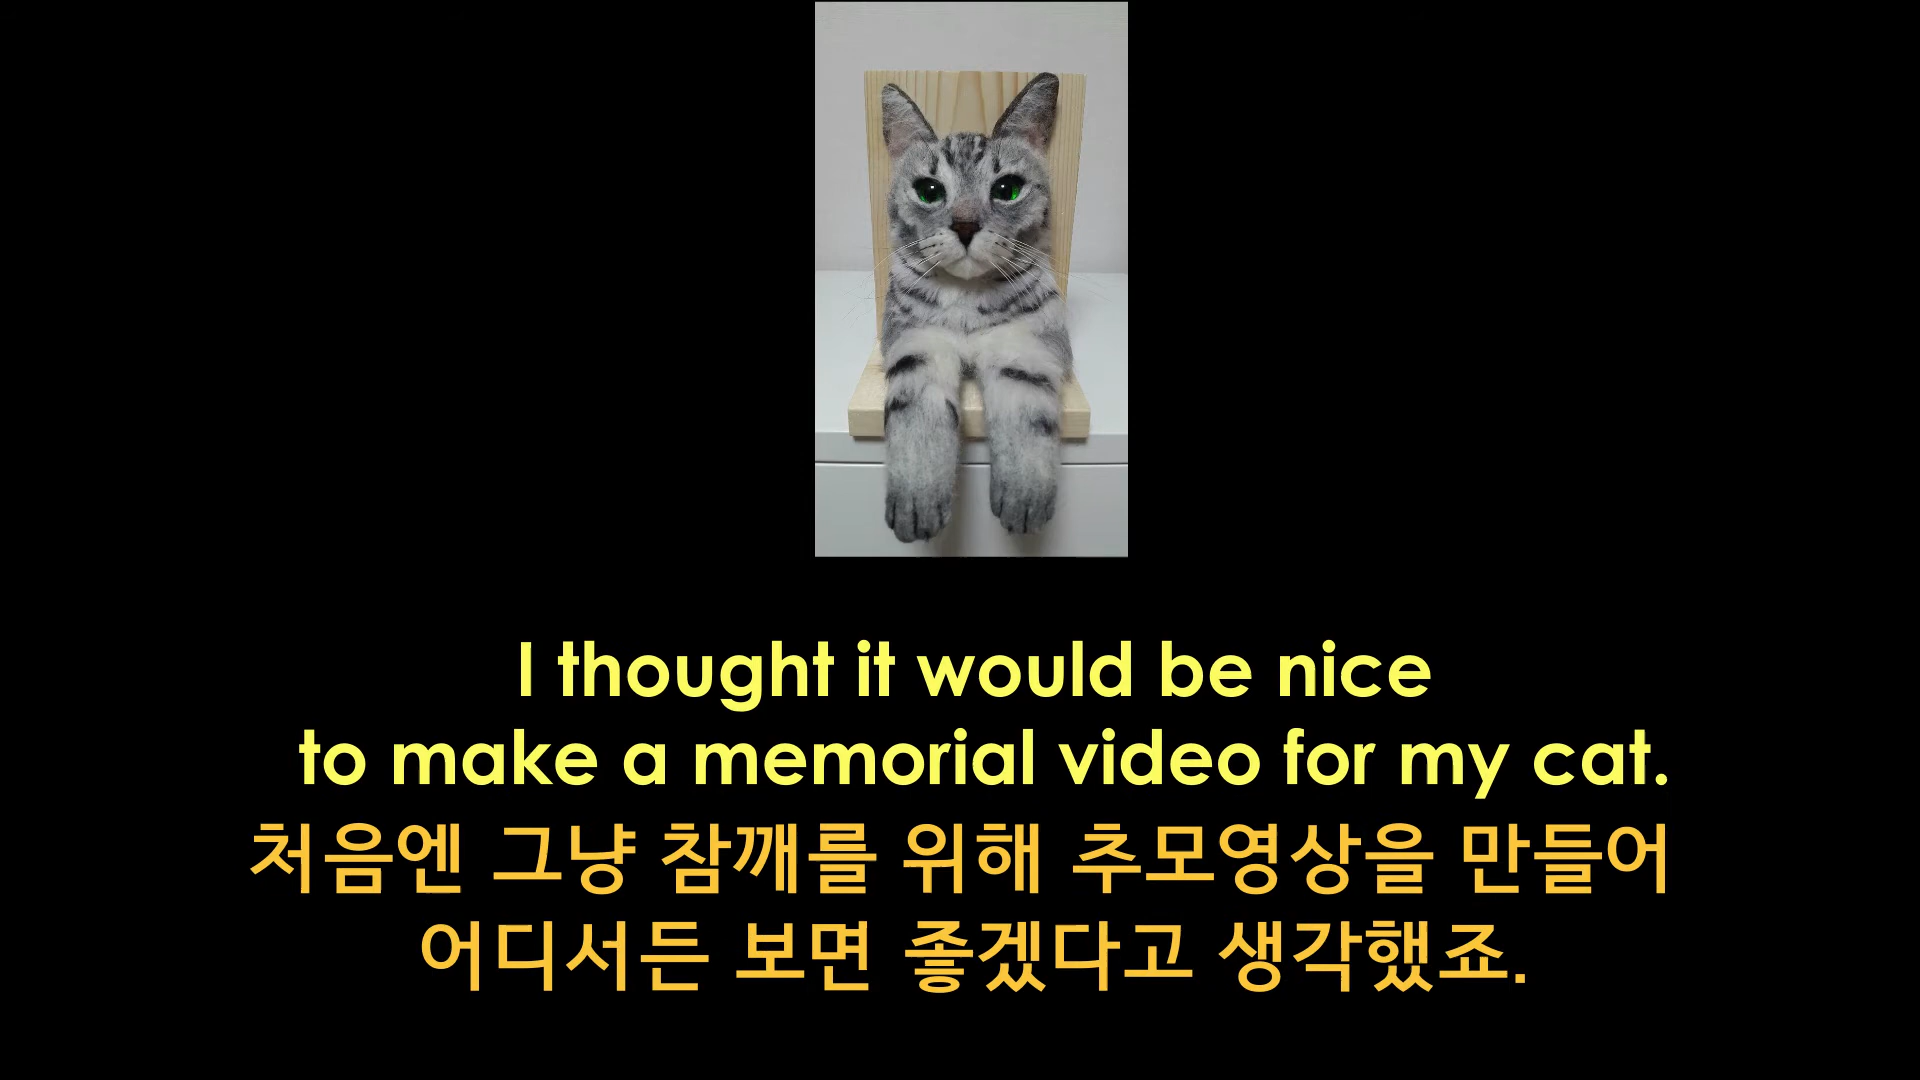 I thought it would be nice
to make a memorial video for my cat.
처음엔 그냥 참깨를 위해 추모영상을 만들어
어디서든 보면 좋겠다고 생각했죠.